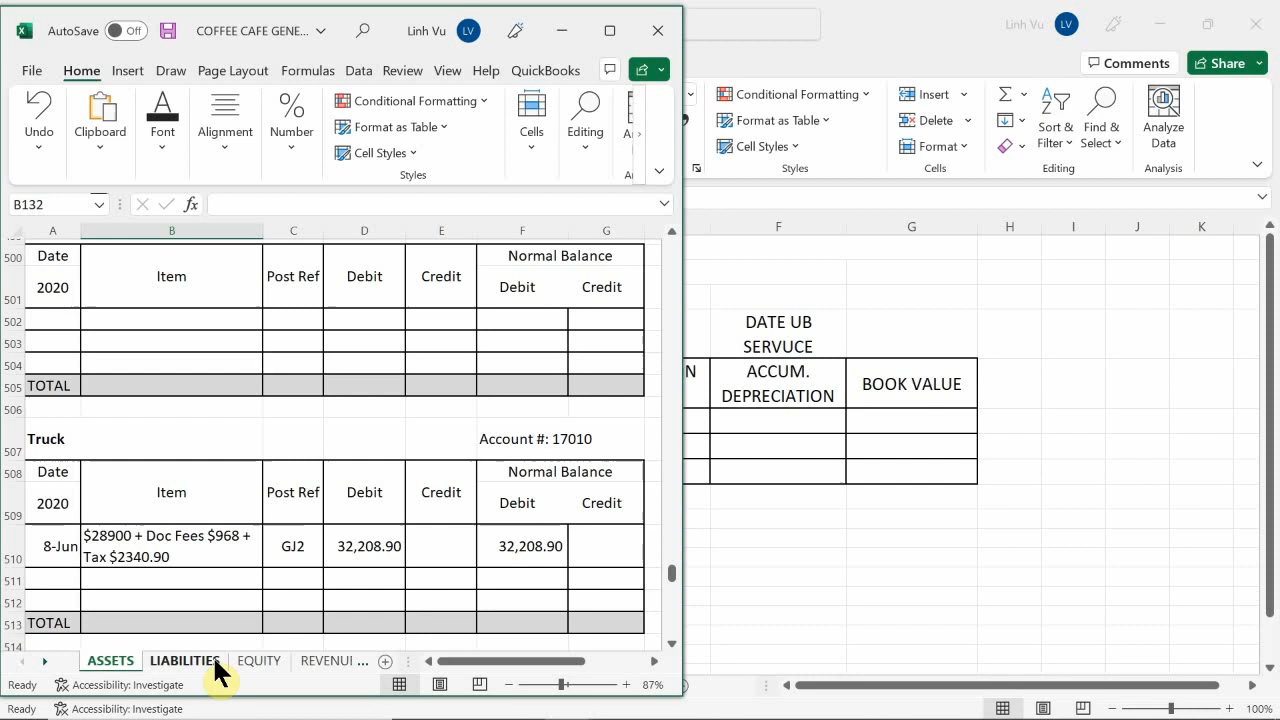 AutoSave Off COFFEE CAFE GENE... Linh Vu LV
Linh Vu LV
File Home Insert Draw Page Layout Formulas Data Review View Help QuickBooks
Comments Share
Undo Clipboard Font Alignment Number
Conditional Formatting
Format as Table
Cell Styles
Styles
Cells Editing
Conditional Formatting
Format as Table
Cell Styles
Styles
Insert
Delete
Format
Cells
Sort & Filter
Find & Select
Editing
Analyze Data
Analysis
B132 fx
A B C D E F G
F G H I J K
500 Date Item Post Ref Debit Credit Normal Balance
501 2020 Debit Credit
502
503
504
505 TOTAL
506
507 Truck Account #: 17010
508 Date Item Post Ref Debit Credit Normal Balance
509 2020 Debit Credit
510 8-Jun $28900 + Doc Fees $968 +
Tax $2340.90 GJ2 32,208.90 32,208.90
511
512
513 TOTAL
514
DATE UB
SERVUCE
N ACCUM.
DEPRECIATION BOOK VALUE
ASSETS LIABILITIES EQUITY REVENUI ...
Ready Accessibility: Investigate 87%
Ready Accessibility: Investigate 100%